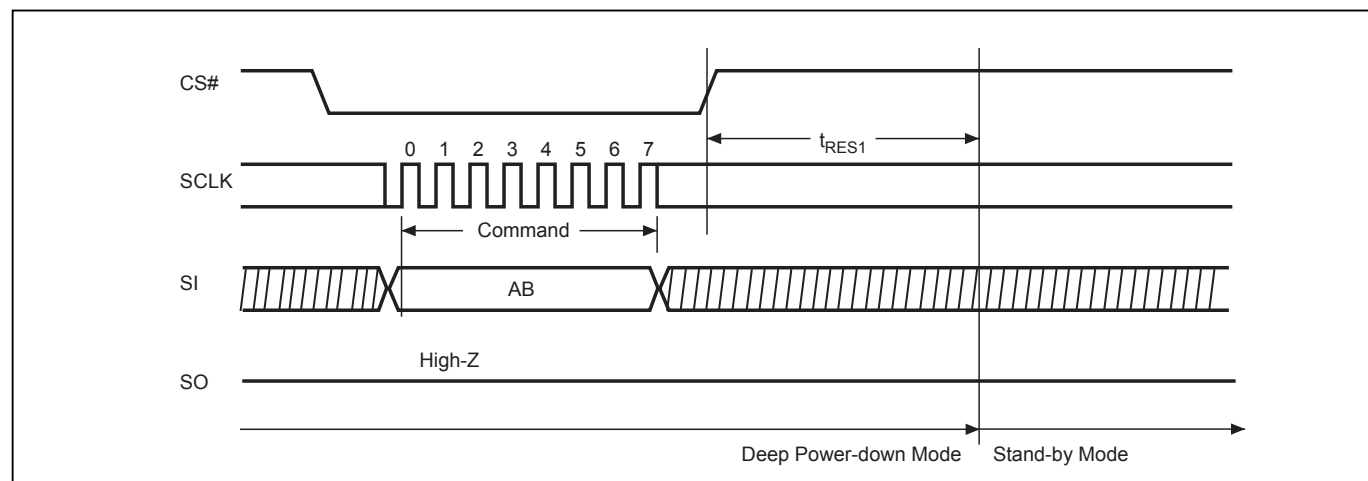 CS#
tRES1
0 1 2 3 4 5 6 7
SCLK
Command
SI
AB
High-Z
SO
Deep Power-down Mode
Stand-by Mode